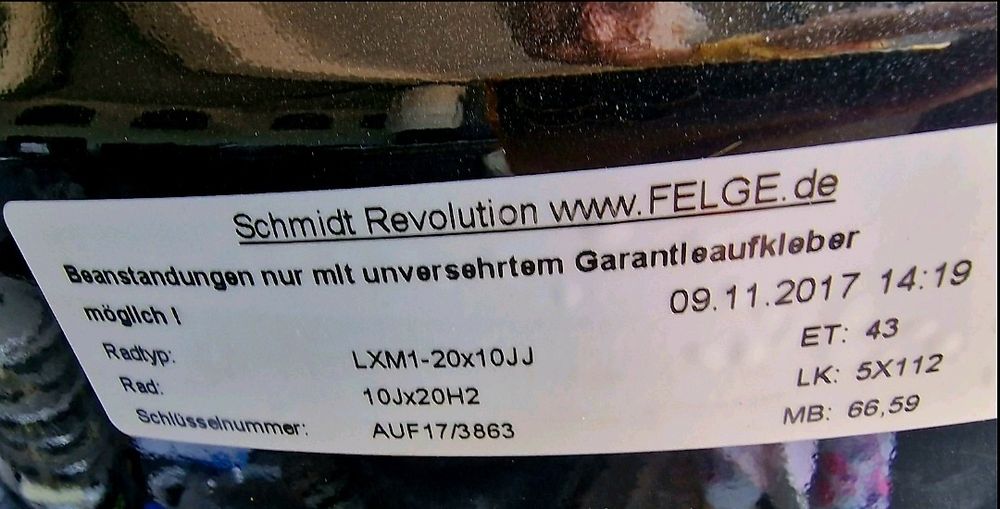 Schmidt Revolution www.FELGE.de
Beanstandungen nur mit unversehrtem Garantieaufkleber
möglich !
09.11.2017 14:19
Radtyp: LXM1-20x10JJ ET: 43
Rad: 10Jx20H2 LK: 5X112
Schlüsselnummer: AUF17/3863 MB: 66,59